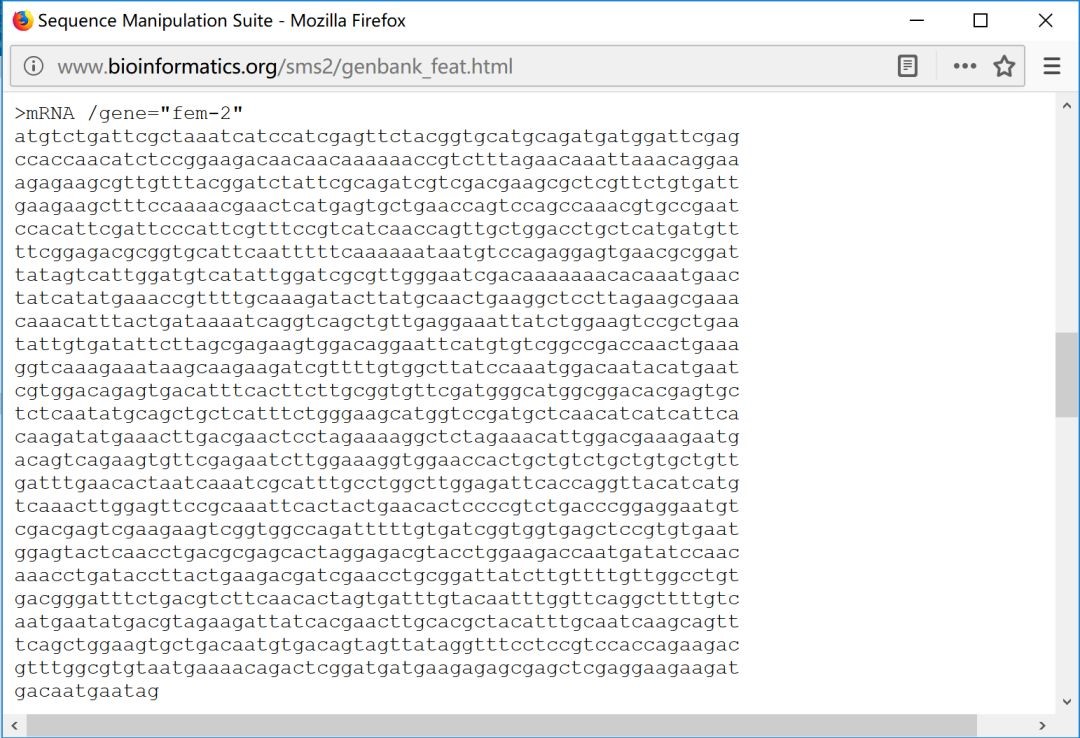 Sequence Manipulation Suite - Mozilla Firefox
www.bioinformatics.org/sms2/genbank_feat.html
>mRNA /gene="fem-2"
atgtctgattcgctaaatcatccatcgagttctacggtgcatgcagatgatggattcgag
ccaccaacatctccggaagacaacaacaaaaaaccgtctttagaacaaattaaacaggaa
agagaagcgttgtttacggatctattcgcagatcgtcgacgaagcgctcgttctgtgatt
gaagaagctttccaaaacgaactcatgagtgctgaaccagtccagccaaacgtgccgaat
ccacattcgattcccattcgtttccgtcatcaaccagttgctggacctgctcatgatgtt
ttcggagacgcggtgcattcaatttttcaaaaaataatgtccagaggagtgaacgcggat
tatagtcattggatgtcatattggatcgcgttgggaatcgacaaaaaaacacaaatgaac
tatcatatgaaaccgttttgcaaagatacttatgcaactgaaggctccttagaagcgaaa
caaacatttactgataaaatcaggtcagctgttgaggaaattatctggaagtccgctgaa
tattgtgatattcttagcgagaagtggacaggaattcatgtgtcggccgaccaactgaaa
ggtcaaagaaataagcaagaagatcgttttgtggcttatccaaatggacaatacatgaat
cgtggacagagtgacatttcacttcttgcggtgttcgatgggcatggcggacacgagtgc
tctcaatatgcagctgctcatttctgggaagcatggtccgatgctcaacatcatcattca
caagatatgaaacttgacgaactcctagaaaaggctctagaaacattggacgaaagaatg
acagtcagaagtgttcgagaatcttggaaaggtggaaccactgctgtctgctgtgctgtt
gatttgaacactaatcaaatcgcatttgcctggcttggagattcaccaggttacatcatg
tcaaacttggagttccgcaaattcactactgaacactccccgtctgacccggaggaatgt
cgacgagtcgaagaagtcggtggccagatttttgtgatcggtggtgagctccgtgtgaat
ggagtactcaacctgacgcgagcactaggagacgtacctggaagaccaatgatatccaac
aaacctgataccttactgaagacgatcgaacctgcggattatcttgttttgttggcctgt
gacgggatttctgacgtcttcaacactagtgatttgtacaatttggttcaggcttttgtc
aatgaatatgacgtagaagattatcacgaacttgcacgctacatttgcaatcaagcagtt
tcagctggaagtgctgacaatgtgacagtagttataggtttcctccgtccaccagaagac
gtttggcgtgtaatgaaaacagactcggatgatgaagagagcgagctcgaggaagaagat
gacaatgaatag